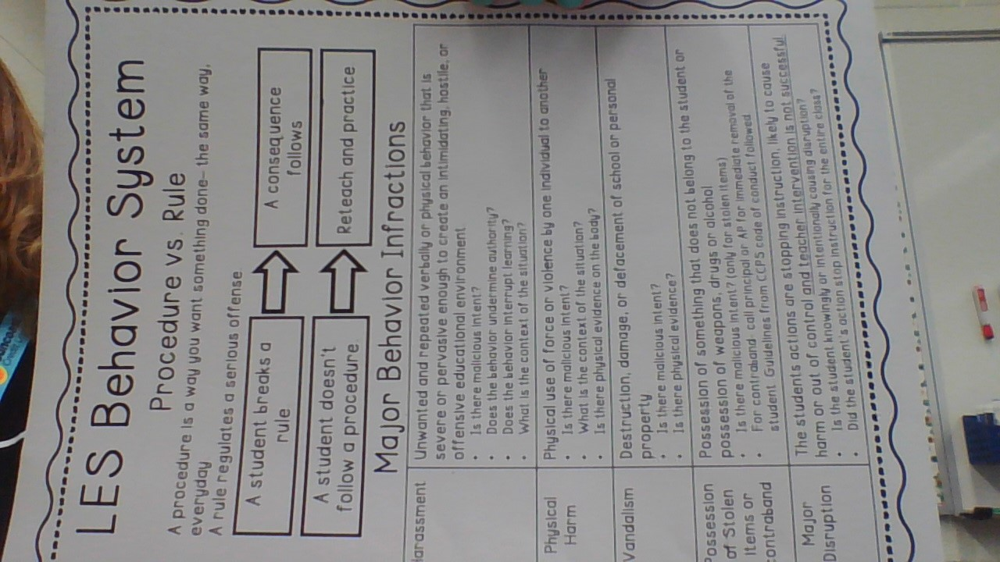 LES Behavior System
Procedure vs. Rule
A procedure is a way you want something done- the same way,
everyday
A rule regulates a serious offense
A student breaks a
rule
A consequence
follows
A student doesn't
follow a procedure
Reteach and practice
Major Behavior Infractions
Harassment
Unwanted and repeated verbally or physical behavior that is
severe or pervasive enough to create an intimidating, hostile, or
offensive educational environment
• Is there malicious intent?
• Does the behavior undermine authority?
• Does the behavior interrupt learning?
• What is the context of the situation?
Physical
Harm
Physical use of force or violence by one individual to another
• Is there malicious intent?
• What is the context of the situation?
• Is there physical evidence on the body?
Vandalism
Destruction, damage, or defacement of school or personal
property
• Is there malicious intent?
• Is there physical evidence?
Possession
of Stolen
Items or
contraband
Possession of something that does not belong to the student or
possession of weapons, drugs or alcohol
• Is there malicious intent? (only for stolen items)
• For contraband- call principal or AP for immediate removal of the
student Guidelines from CCPS code of conduct followed
Major
Disruption
The students actions are stopping instruction, likely to cause
harm or out of control and teacher intervention is not successful
• Is the student knowingly or intentionally causing disruption?
• Did the student's action stop instruction for the entire class?